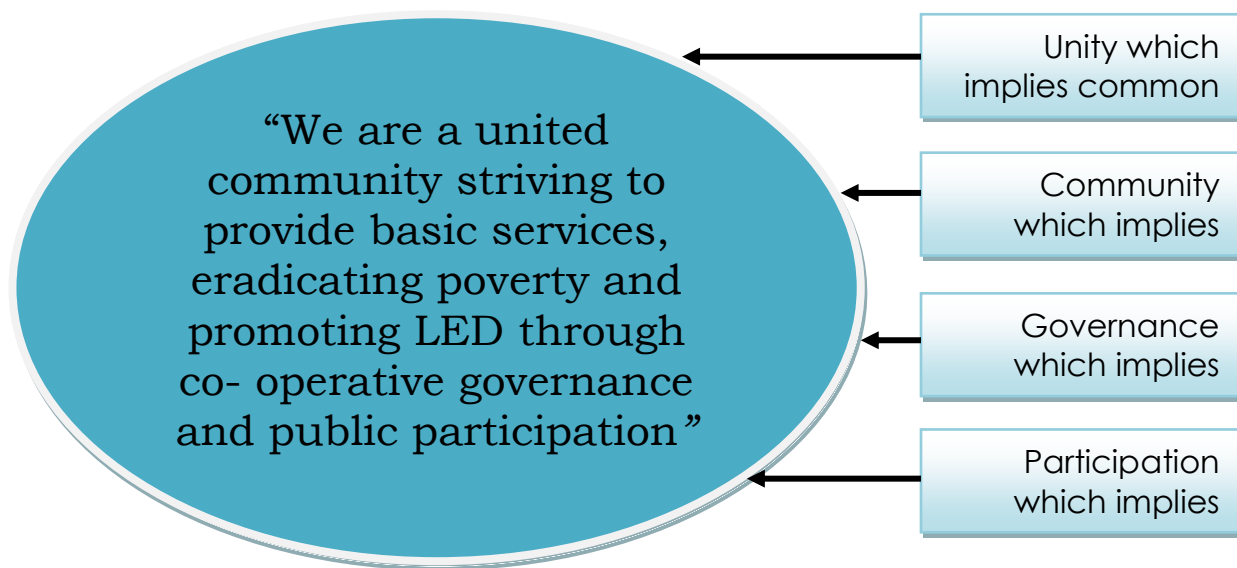 “We are a united
community striving to
provide basic services,
eradicating poverty and
promoting LED through
co- operative governance
and public participation”
Unity which
implies common
Community
which implies
Governance
which implies
Participation
which implies